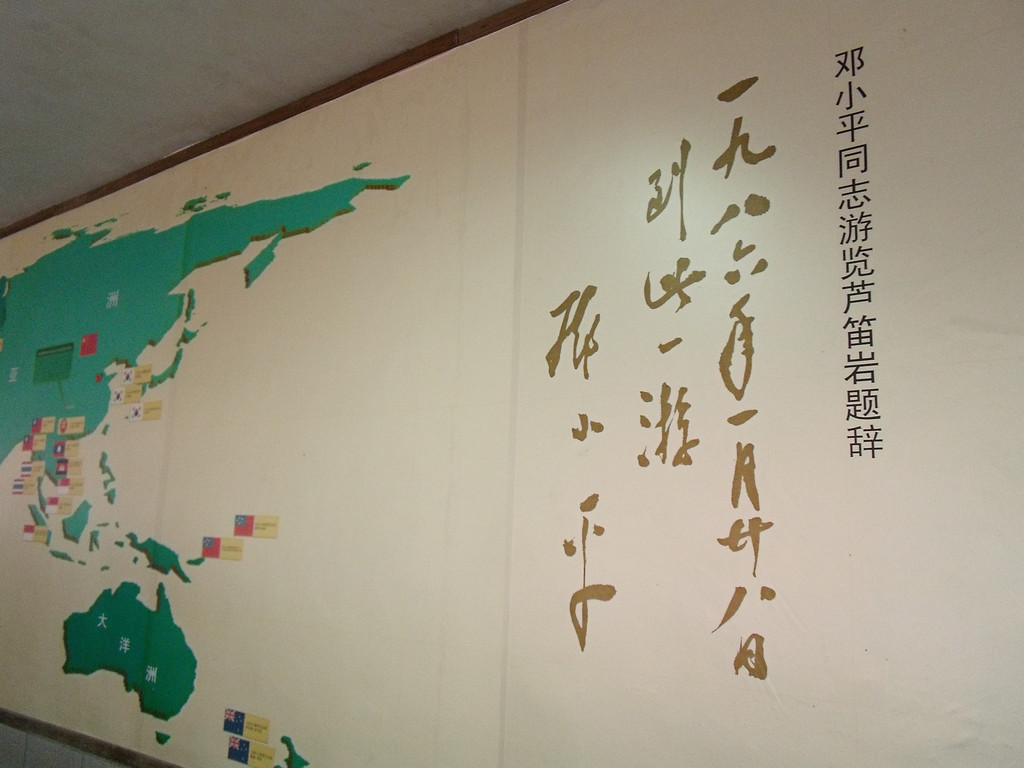 邓小平同志游览芦笛岩题辞
一九八六年一月廿八日
到此一游
邓小平
亚洲
大洋洲